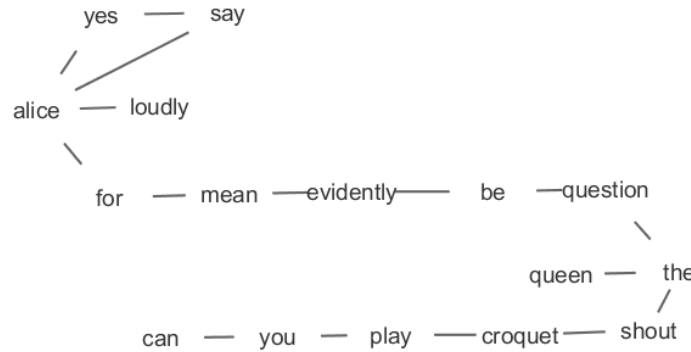 yes say
alice loudly
for mean evidently be question
queen the
can you play croquet shout